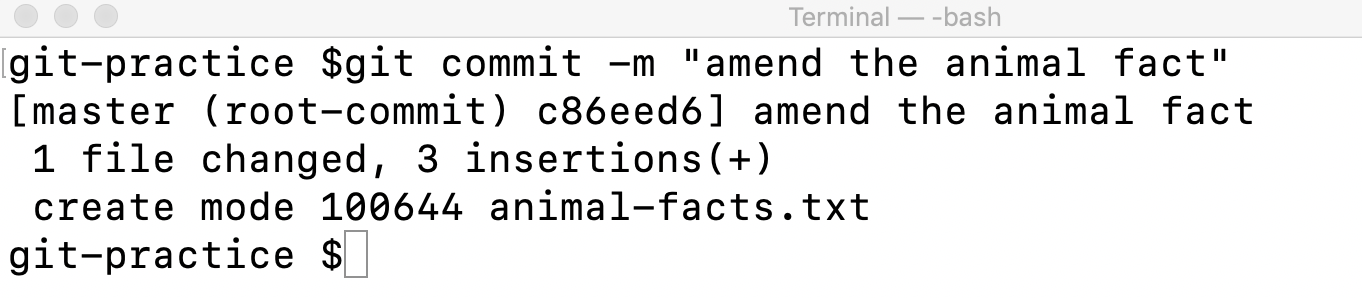 Terminal — -bash
git-practice $git commit -m "amend the animal fact"
[master (root-commit) c86eed6] amend the animal fact
 1 file changed, 3 insertions(+)
 create mode 100644 animal-facts.txt
git-practice $